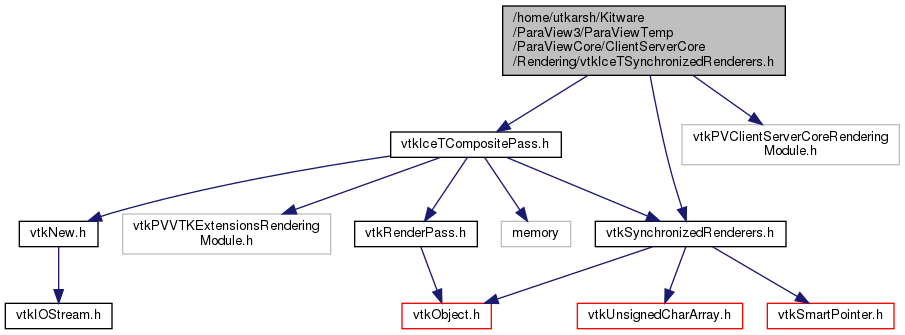 /home/utkarsh/Kitware
/ParaView3/ParaViewTemp
/ParaViewCore/ClientServerCore
/Rendering/vtkIceTSynchronizedRenderers.h
vtkIceTCompositePass.h
vtkPVClientServerCoreRendering
Module.h
vtkNew.h
vtkPVVTKExtensionsRendering
Module.h
vtkRenderPass.h
memory
vtkSynchronizedRenderers.h
vtkIOStream.h
vtkObject.h
vtkUnsignedCharArray.h
vtkSmartPointer.h